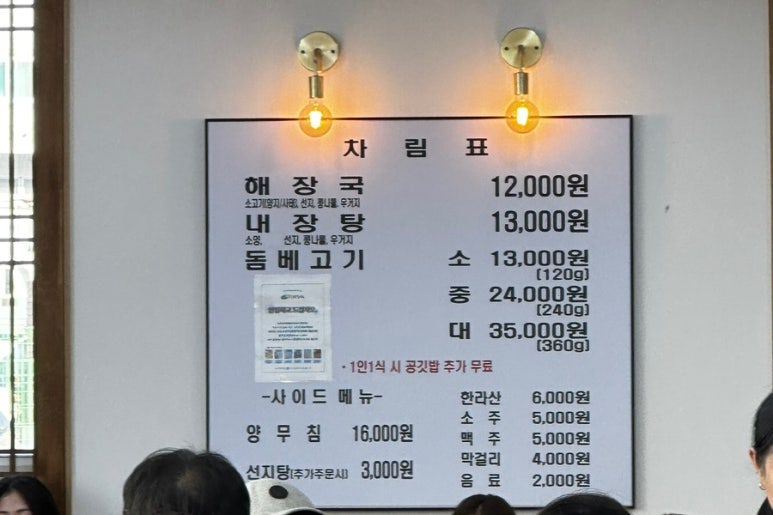 차 림 표
해 장 국 12,000원
소고기(양지/사태), 선지, 콩나물, 우거지
내 장 탕 13,000원
소양, 선지, 콩나물, 우거지
돔 베 고 기 소 13,000원
(120g)
중 24,000원
(240g)
대 35,000원
(360g)
· 1인1식 시 공깃밥 추가 무료
-사 이 드 메 뉴-
양 무 침 16,000원
선지탕(추가주문시) 3,000원
한라산 6,000원
소 주 5,000원
맥 주 5,000원
막걸리 4,000원
음 료 2,000원